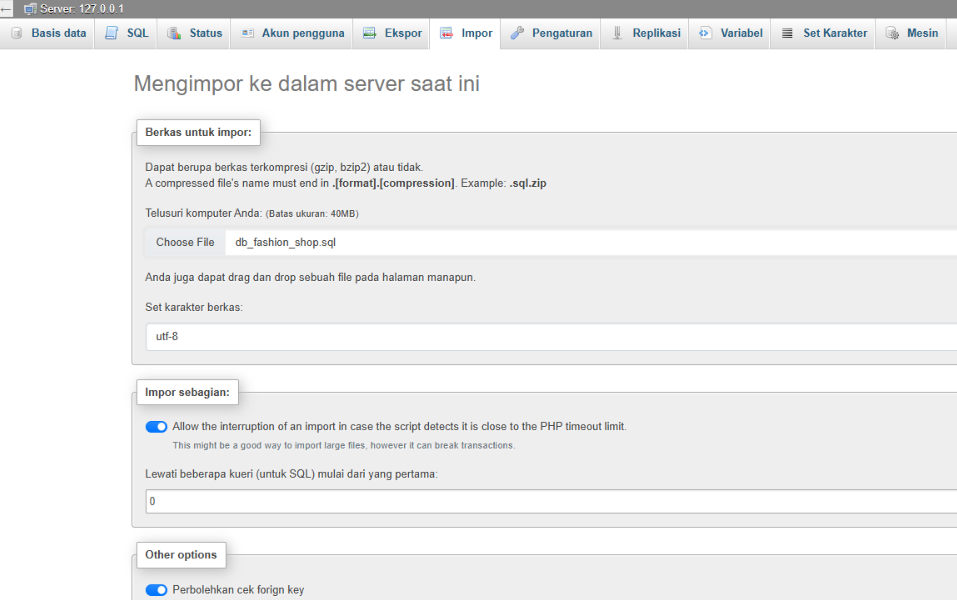 Server: 127.0.0.1
Basis data SQL Status Akun pengguna Ekspor Impor Pengaturan Replikasi Variabel Set Karakter Mesin
Mengimpor ke dalam server saat ini
Berkas untuk impor:
Dapat berupa berkas terkompresi (gzip, bzip2) atau tidak.
A compressed file's name must end in .[format].[compression]. Example: .sql.zip
Telusuri komputer Anda: (Batas ukuran: 40MB)
Choose File db_fashion_shop.sql
Anda juga dapat drag dan drop sebuah file pada halaman manapun.
Set karakter berkas:
utf-8
Impor sebagian:
Allow the interruption of an import in case the script detects it is close to the PHP timeout limit.
This might be a good way to import large files, however it can break transactions.
Lewati beberapa kueri (untuk SQL) mulai dari yang pertama:
0
Other options
Perbolehkan cek forign key